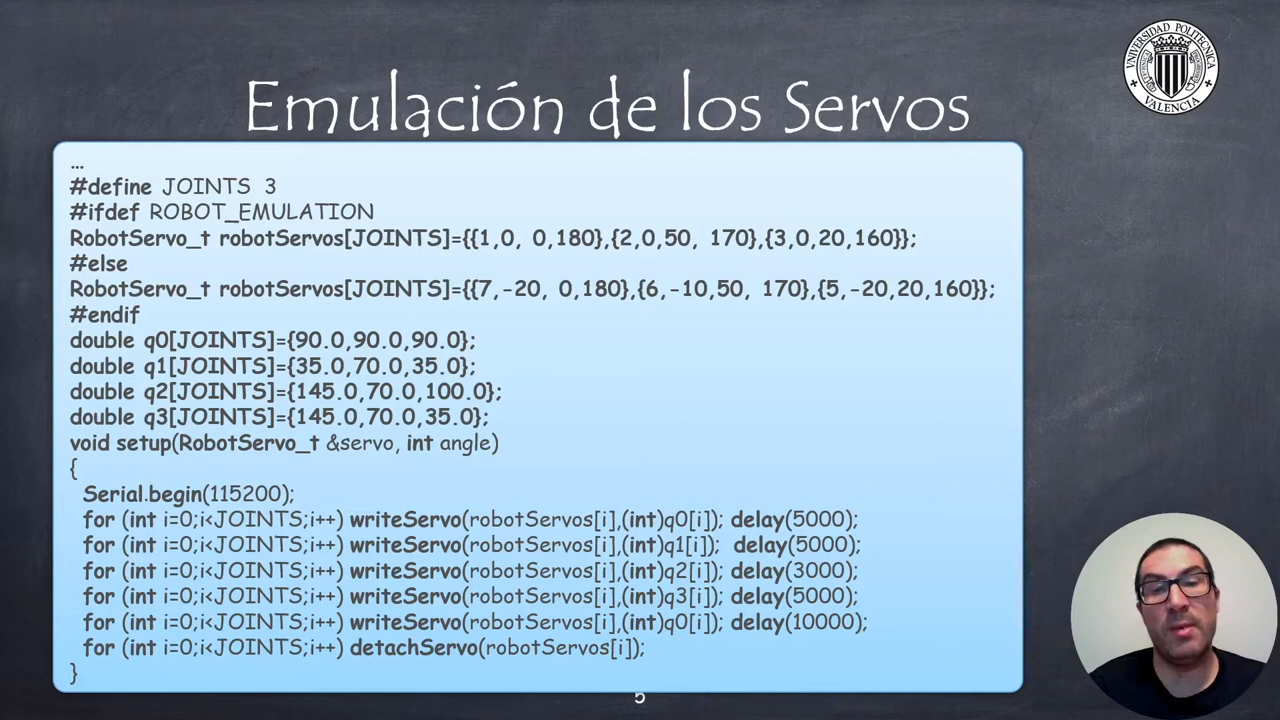 UNIVERSIDAD POLITECNICA
VALENCIA
Emulación de los Servos
...
#define JOINTS 3
#ifdef ROBOT_EMULATION
RobotServo_t robotServos[JOINTS]={{1,0, 0,180},{2,0,50, 170},{3,0,20,160}};
#else
RobotServo_t robotServos[JOINTS]={{7,-20, 0,180},{6,-10,50, 170},{5,-20,20,160}};
#endif
double q0[JOINTS]={90.0,90.0,90.0};
double q1[JOINTS]={35.0,70.0,35.0};
double q2[JOINTS]={145.0,70.0,100.0};
double q3[JOINTS]={145.0,70.0,35.0};
void setup(RobotServo_t &servo, int angle)
{
Serial.begin(115200);
for (int i=0;i<JOINTS;i++) writeServo(robotServos[i],(int)q0[i]); delay(5000);
for (int i=0;i<JOINTS;i++) writeServo(robotServos[i],(int)q1[i]); delay(5000);
for (int i=0;i<JOINTS;i++) writeServo(robotServos[i],(int)q2[i]); delay(3000);
for (int i=0;i<JOINTS;i++) writeServo(robotServos[i],(int)q3[i]); delay(5000);
for (int i=0;i<JOINTS;i++) writeServo(robotServos[i],(int)q0[i]); delay(10000);
for (int i=0;i<JOINTS;i++) detachServo(robotServos[i]);
}
5